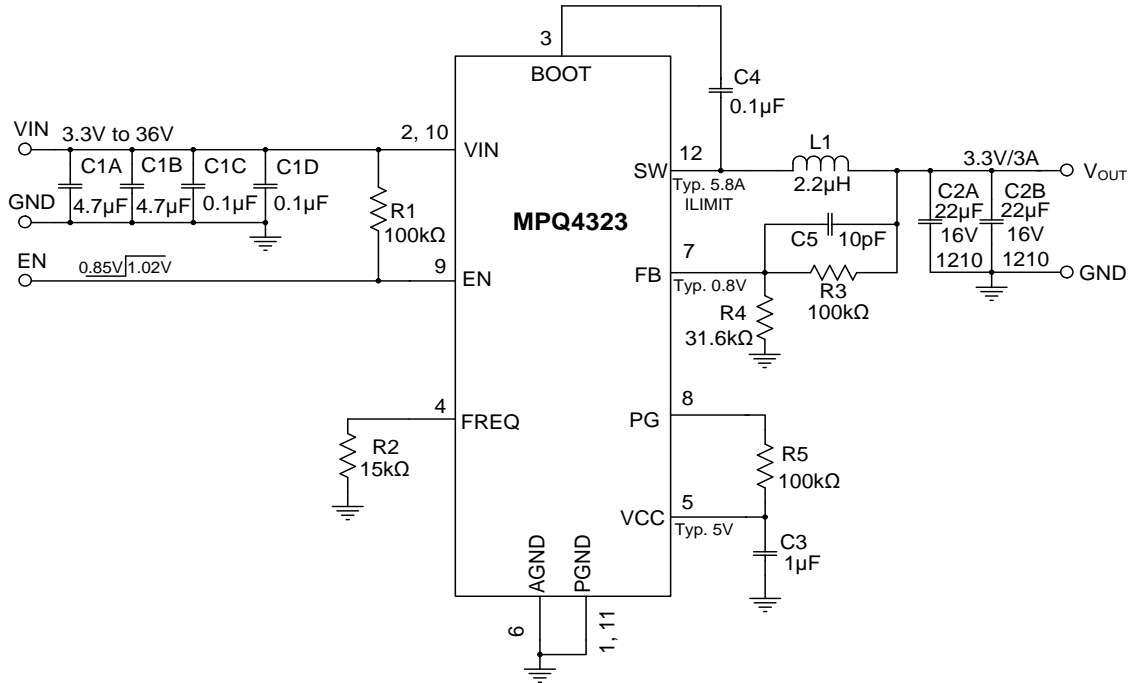 3
BOOT
C4
0.1µF
VIN
3.3V to 36V
2, 10
VIN
C1A
C1B
C1C
C1D
4.7µF
4.7µF
0.1µF
0.1µF
GND
R1
100kΩ
EN
0.85V
1.02V
9
EN
MPQ4323
12
SW
Typ. 5.8A
ILIMIT
L1
2.2µH
3.3V/3A
VOUT
C2A
22µF
16V
1210
C2B
22µF
16V
1210
GND
C5
10pF
7
FB
Typ. 0.8V
R3
100kΩ
R4
31.6kΩ
4
FREQ
R2
15kΩ
8
PG
R5
100kΩ
5
VCC
Typ. 5V
C3
1µF
AGND
PGND
6
1, 11